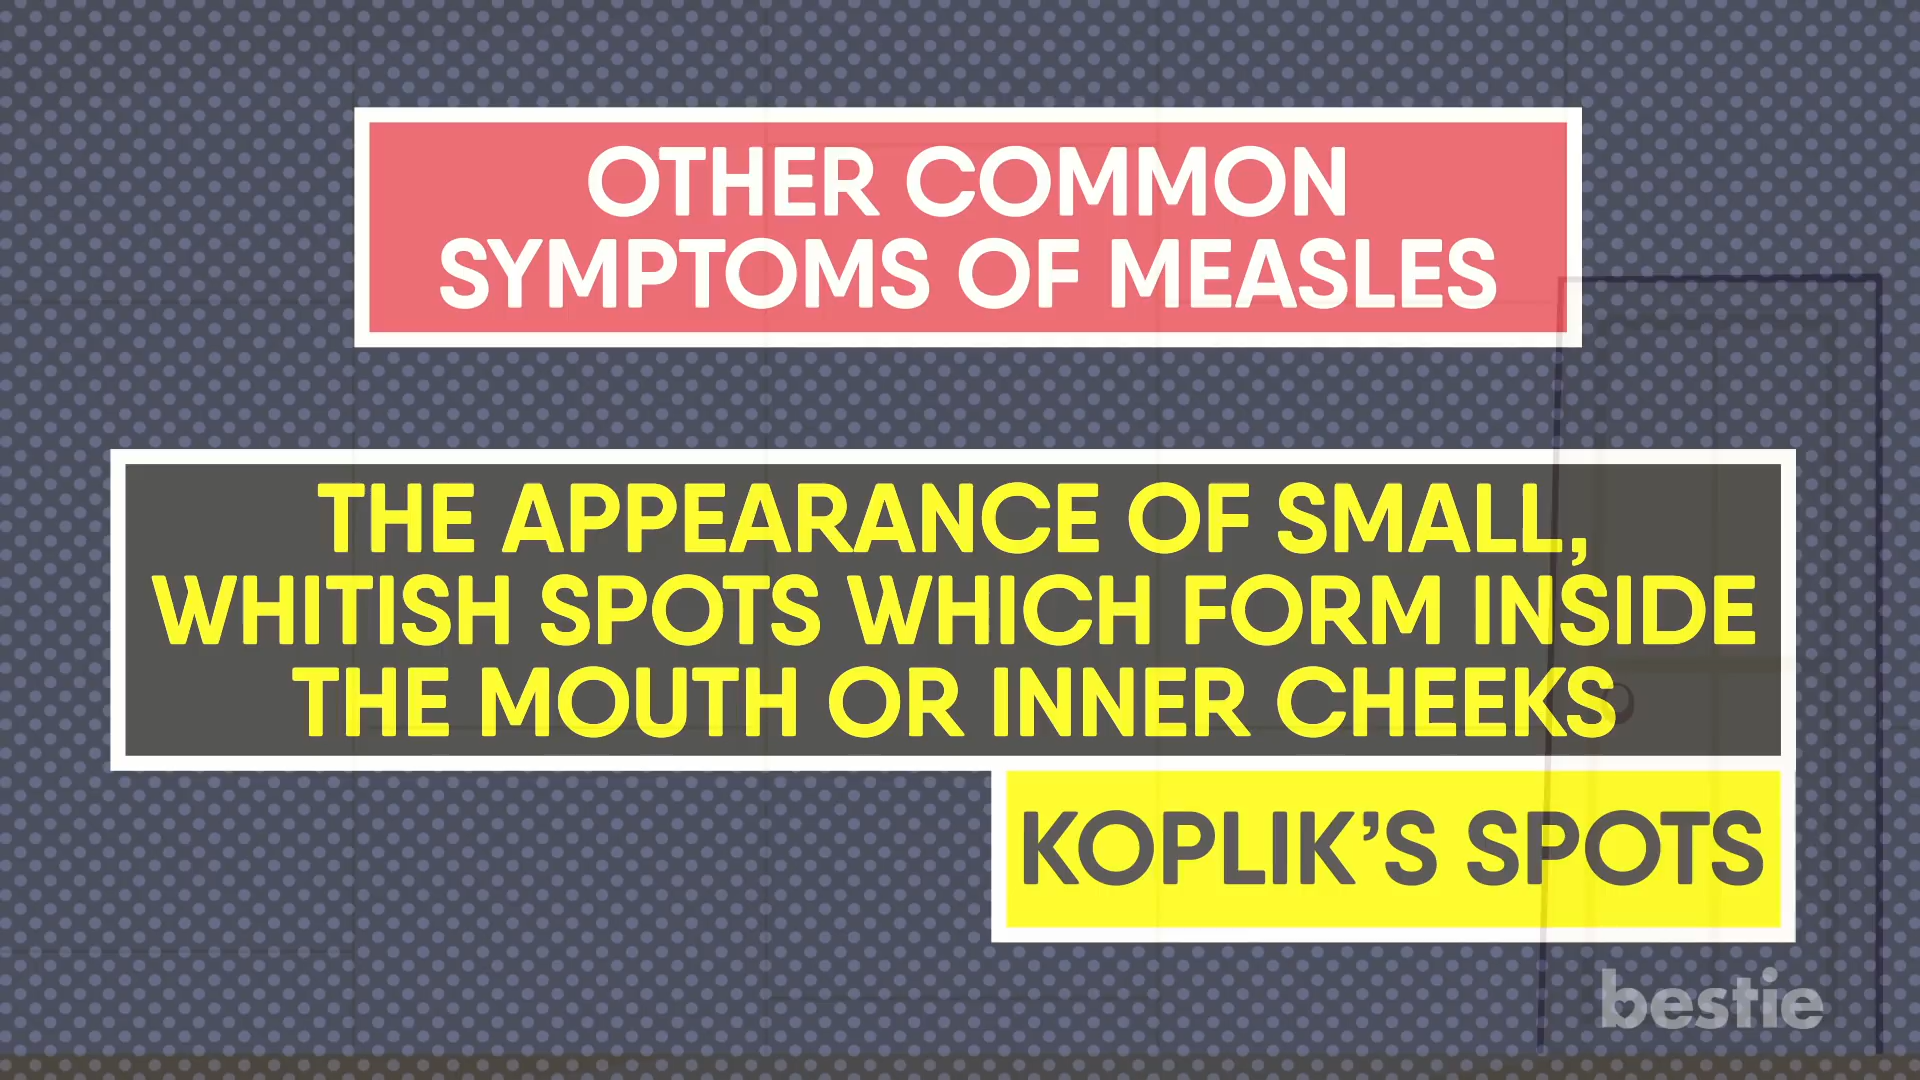 OTHER COMMON
SYMPTOMS OF MEASLES
THE APPEARANCE OF SMALL,
WHITISH SPOTS WHICH FORM INSIDE
THE MOUTH OR INNER CHEEKS
KOPLIK’S SPOTS
bestie